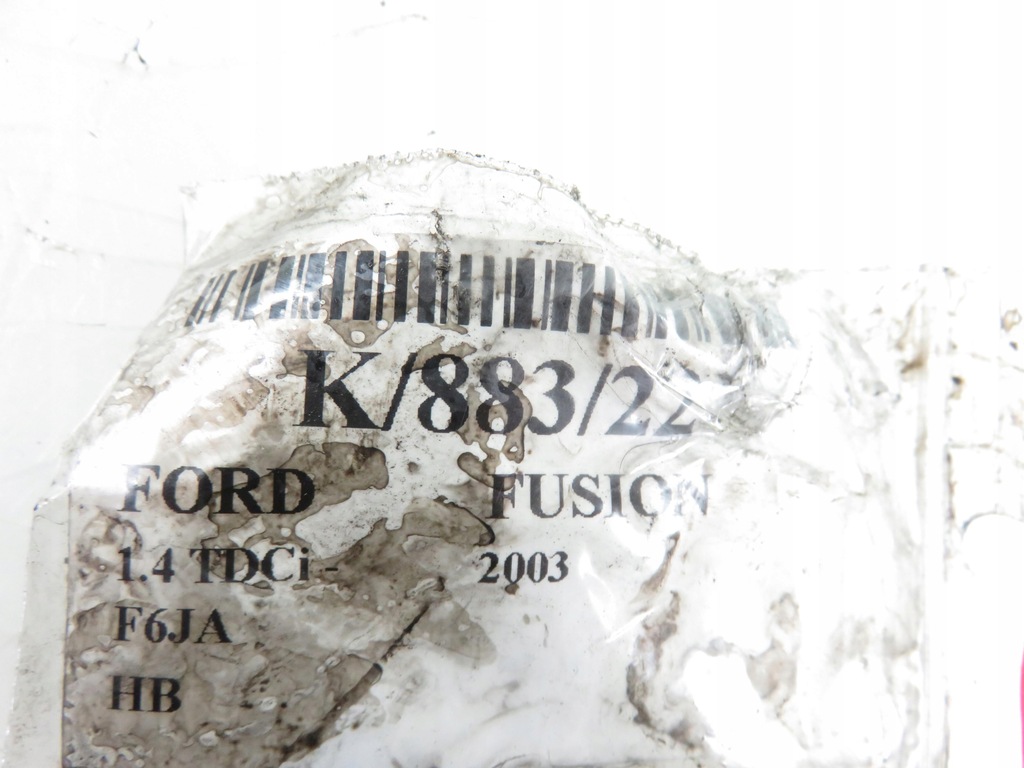 K/883/22
FORD FUSION
1.4 TDCi - 2003
F6JA
HB